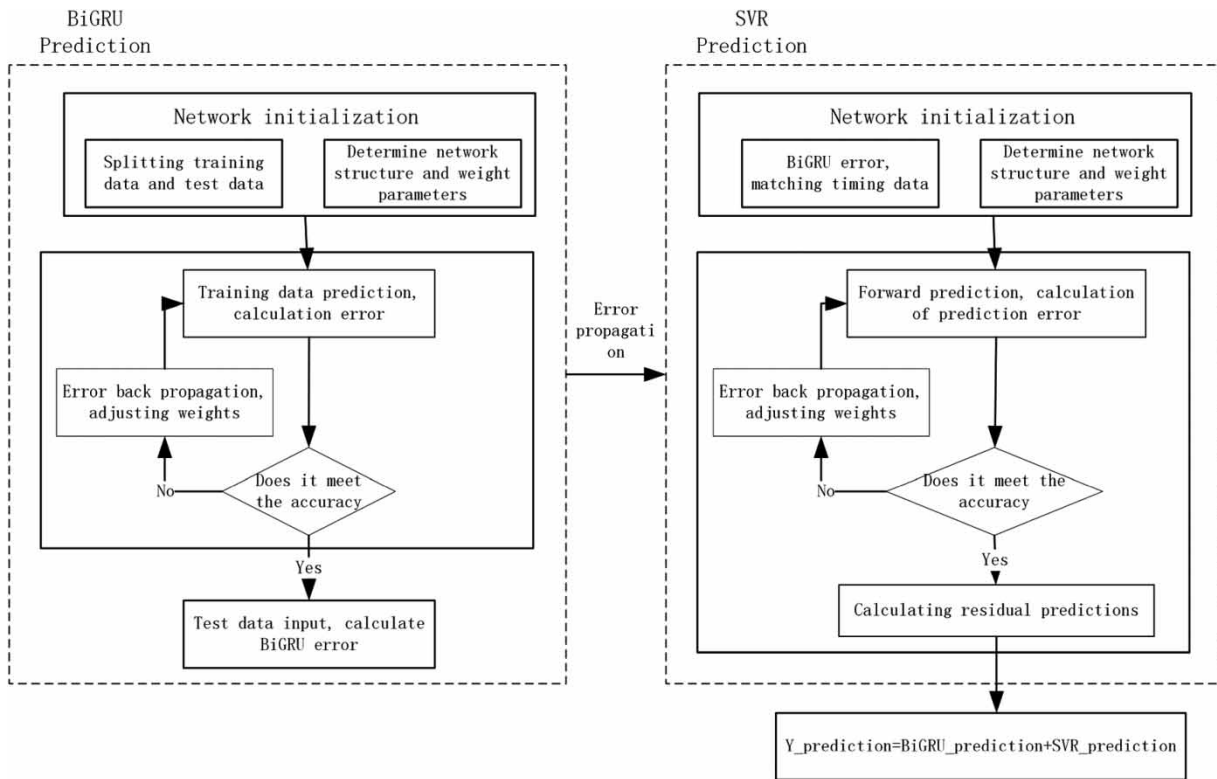 BiGRU
Prediction
Network initialization
Splitting training
data and test data
Determine network
structure and weight
parameters
Training data prediction,
calculation error
Error back propagation,
adjusting weights
Does it meet
the accuracy
No
Yes
Test data input, calculate
BiGRU error
Error
propagati
on
SVR
Prediction
Network initialization
BiGRU error,
matching timing data
Determine network
structure and weight
parameters
Forward prediction, calculation
of prediction error
Error back propagation,
adjusting weights
Does it meet the
accuracy
No
Yes
Calculating residual predictions
Y_prediction=BiGRU_prediction+SVR_prediction